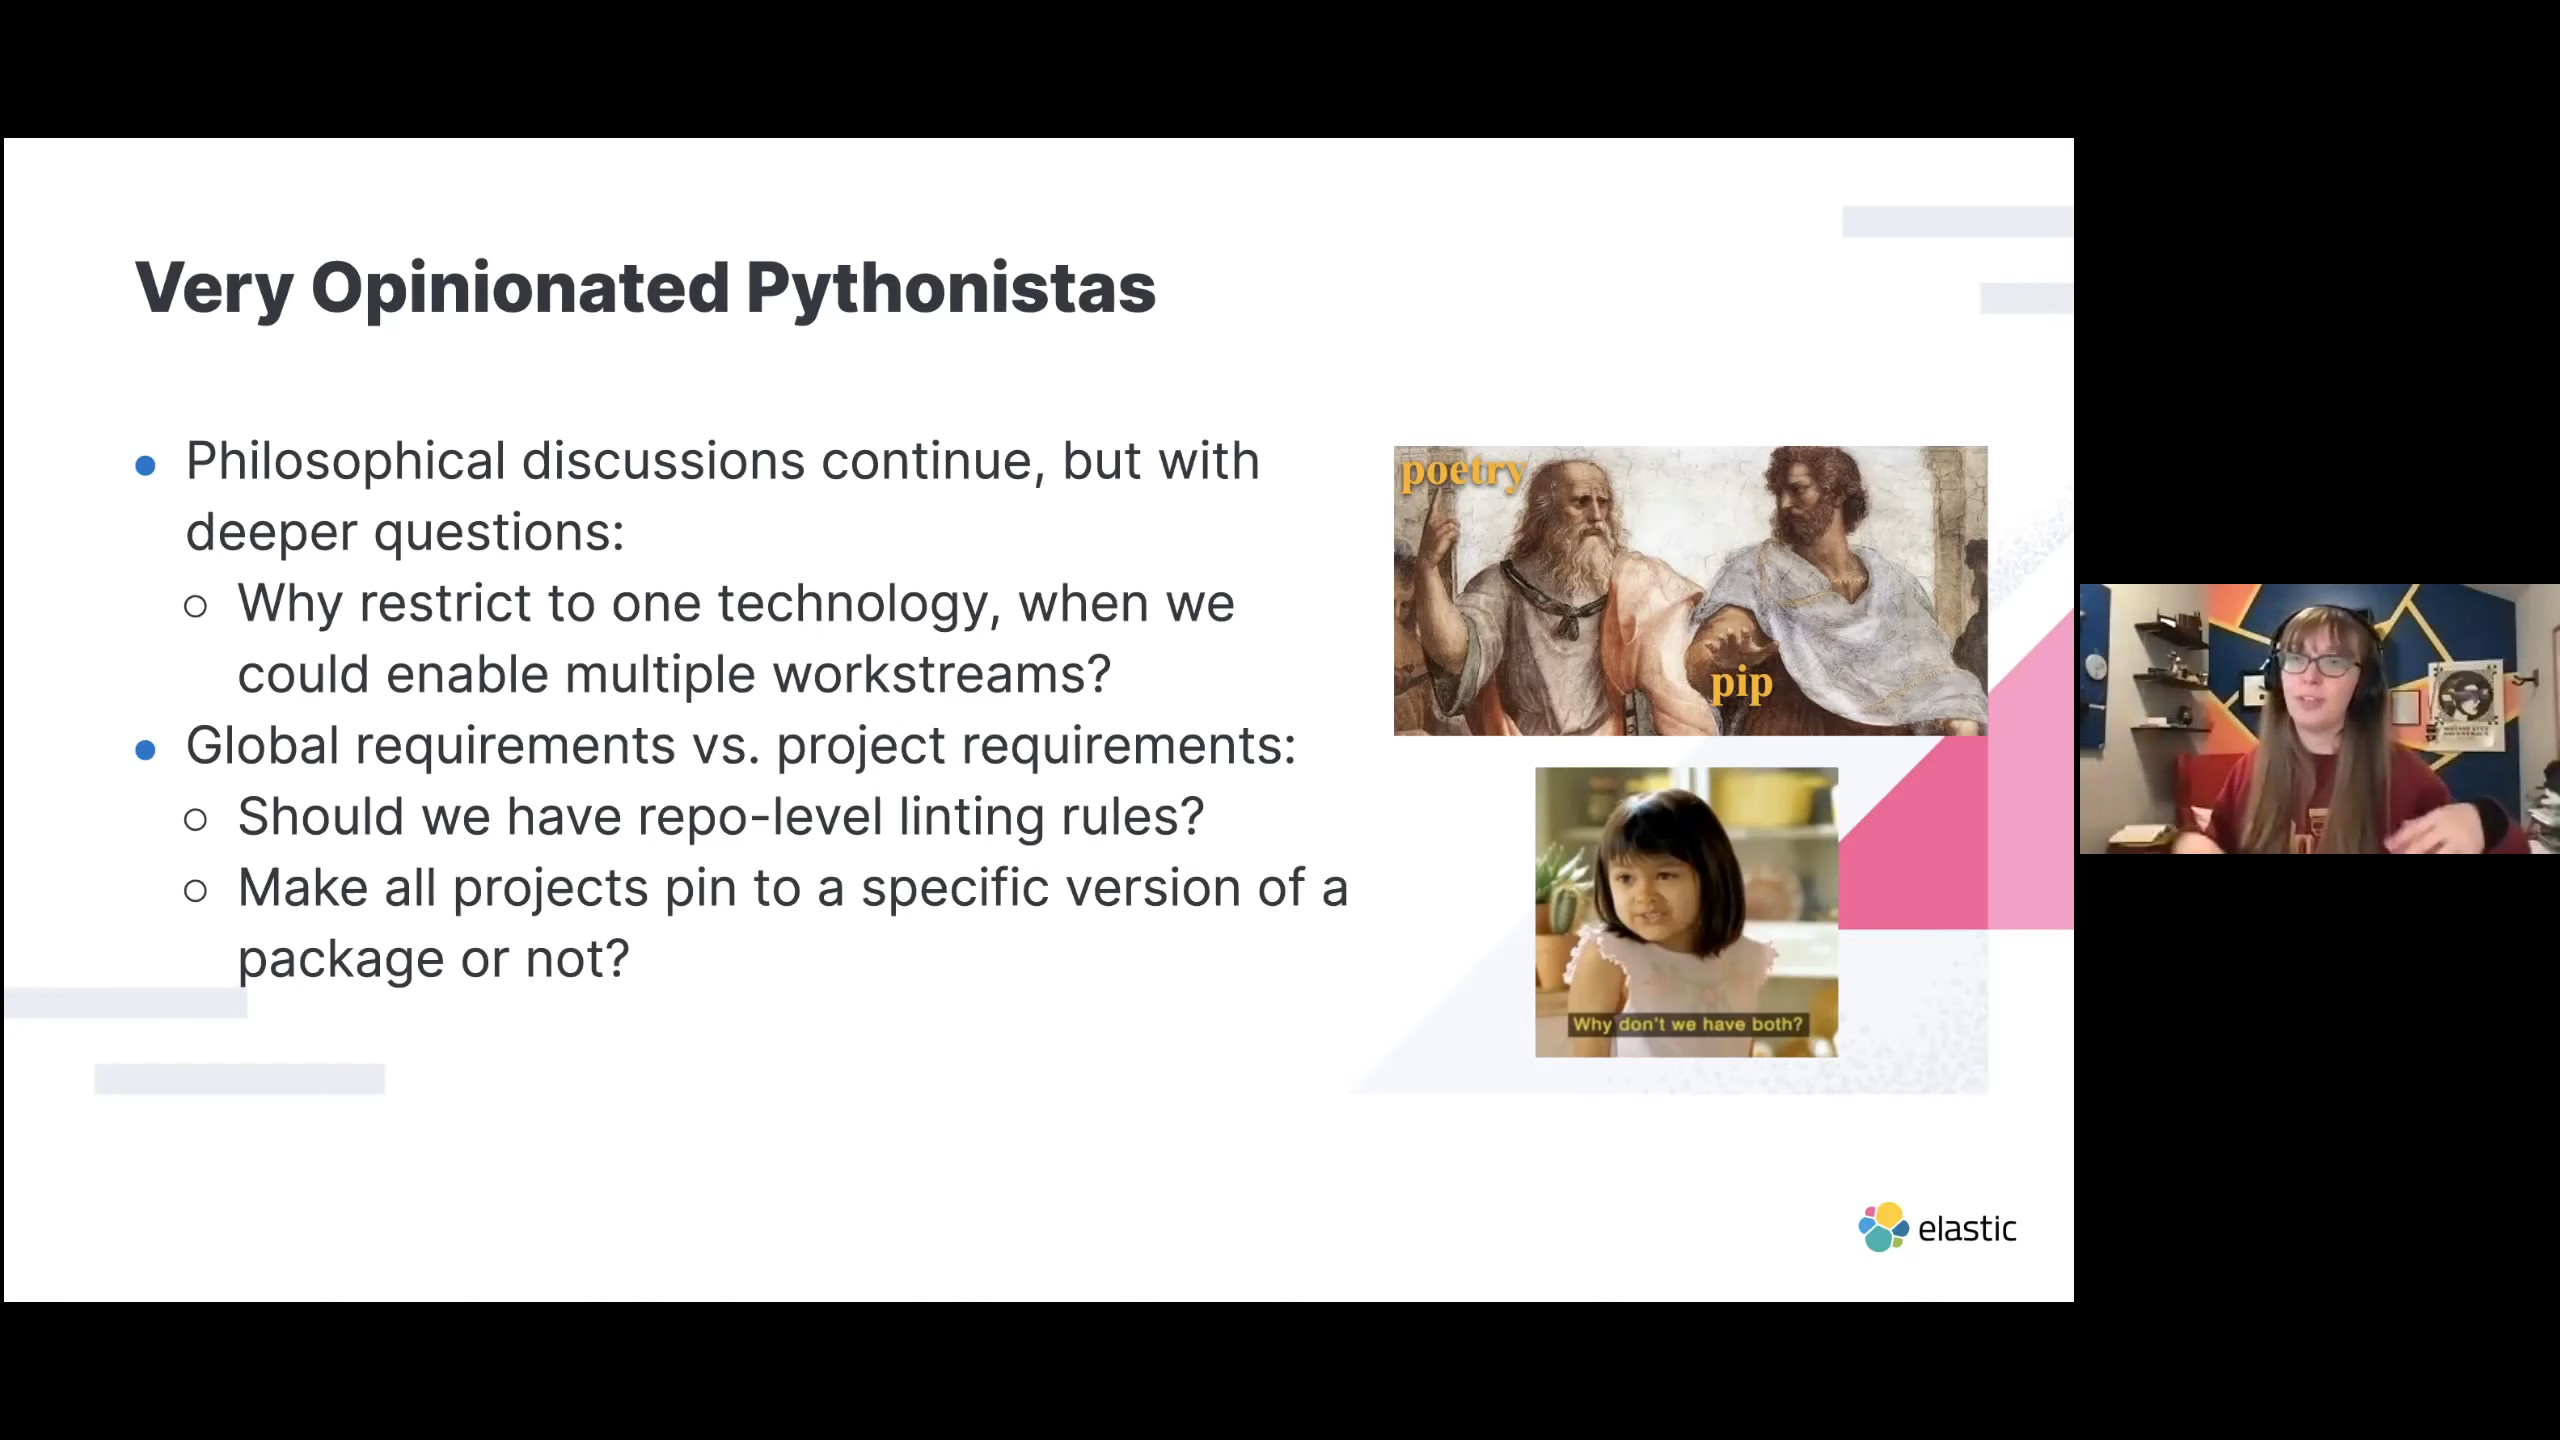 Very Opinionated Pythonistas
Philosophical discussions continue, but with
deeper questions:
Why restrict to one technology, when we
could enable multiple workstreams?
Global requirements vs. project requirements:
Should we have repo-level linting rules?
Make all projects pin to a specific version of a
package or not?
poetry
pip
Why don't we have both?
elastic